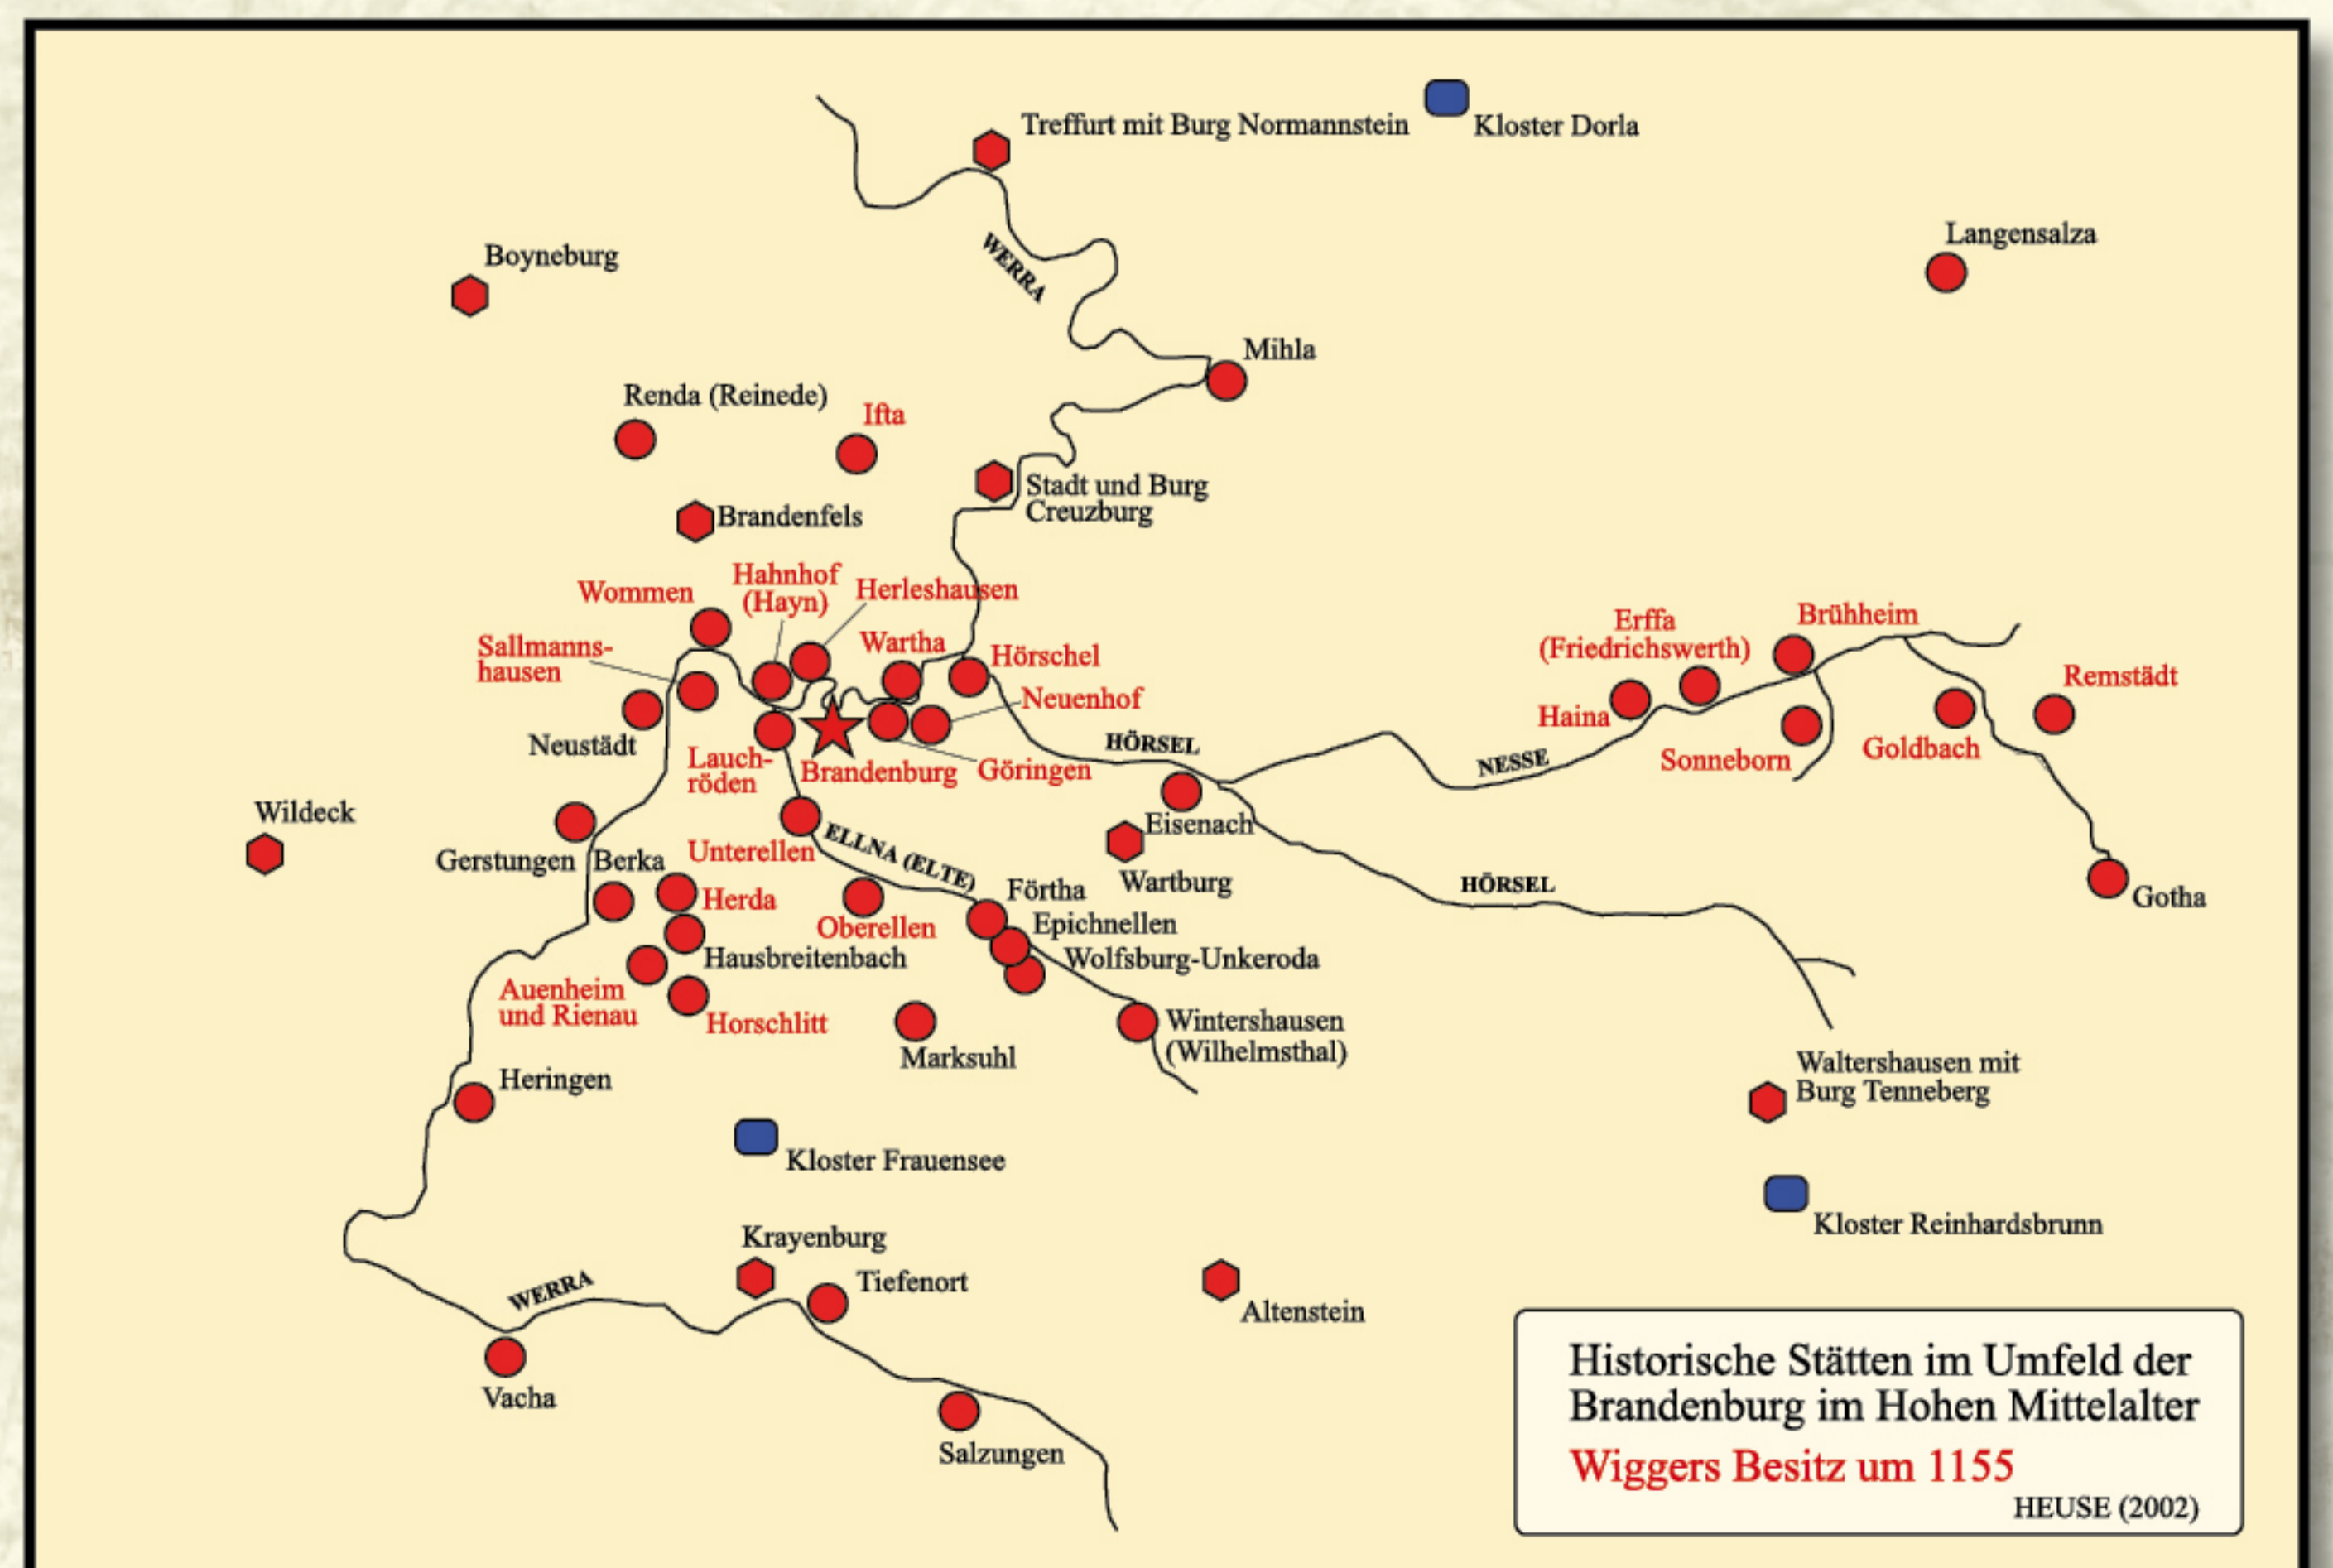 Treffurt mit Burg Normannstein
Kloster Dorla
Langensalza
Boyneburg
WERRA
Mihla
Renda (Reinede)
Ifta
Stadt und Burg
Creuzburg
Brandenfels
Wommen
Hahnhof
(Hayn)
Herleshausen
Sallmanns-
hausen
Wartha
Hörschel
Neuenhof
Neustädt
Lauch-
röden
Brandenburg
Göringen
HÖRSEL
NESSE
Erffa
(Friedrichswerth)
Brühheim
Haina
Sonneborn
Goldbach
Remstädt
Wildeck
Gerstungen
Berka
Unterellen
ELLNA (ELTE)
Eisenach
Wartburg
HÖRSEL
Gotha
Herda
Oberellen
Förtha
Epichnellen
Hausbreitenbach
Wolfsburg-Unkeroda
Auenheim
und Rienau
Horschlitt
Marksuhl
Wintershausen
(Wilhelmsthal)
Heringen
Waltershausen mit
Burg Tenneberg
Kloster Frauensee
Kloster Reinhardsbrunn
Krayenburg
Tiefenort
WERRA
Altenstein
Vacha
Salzungen
Historische Stätten im Umfeld der
Brandenburg im Hohen Mittelalter
Wiggers Besitz um 1155
HEUSE (2002)